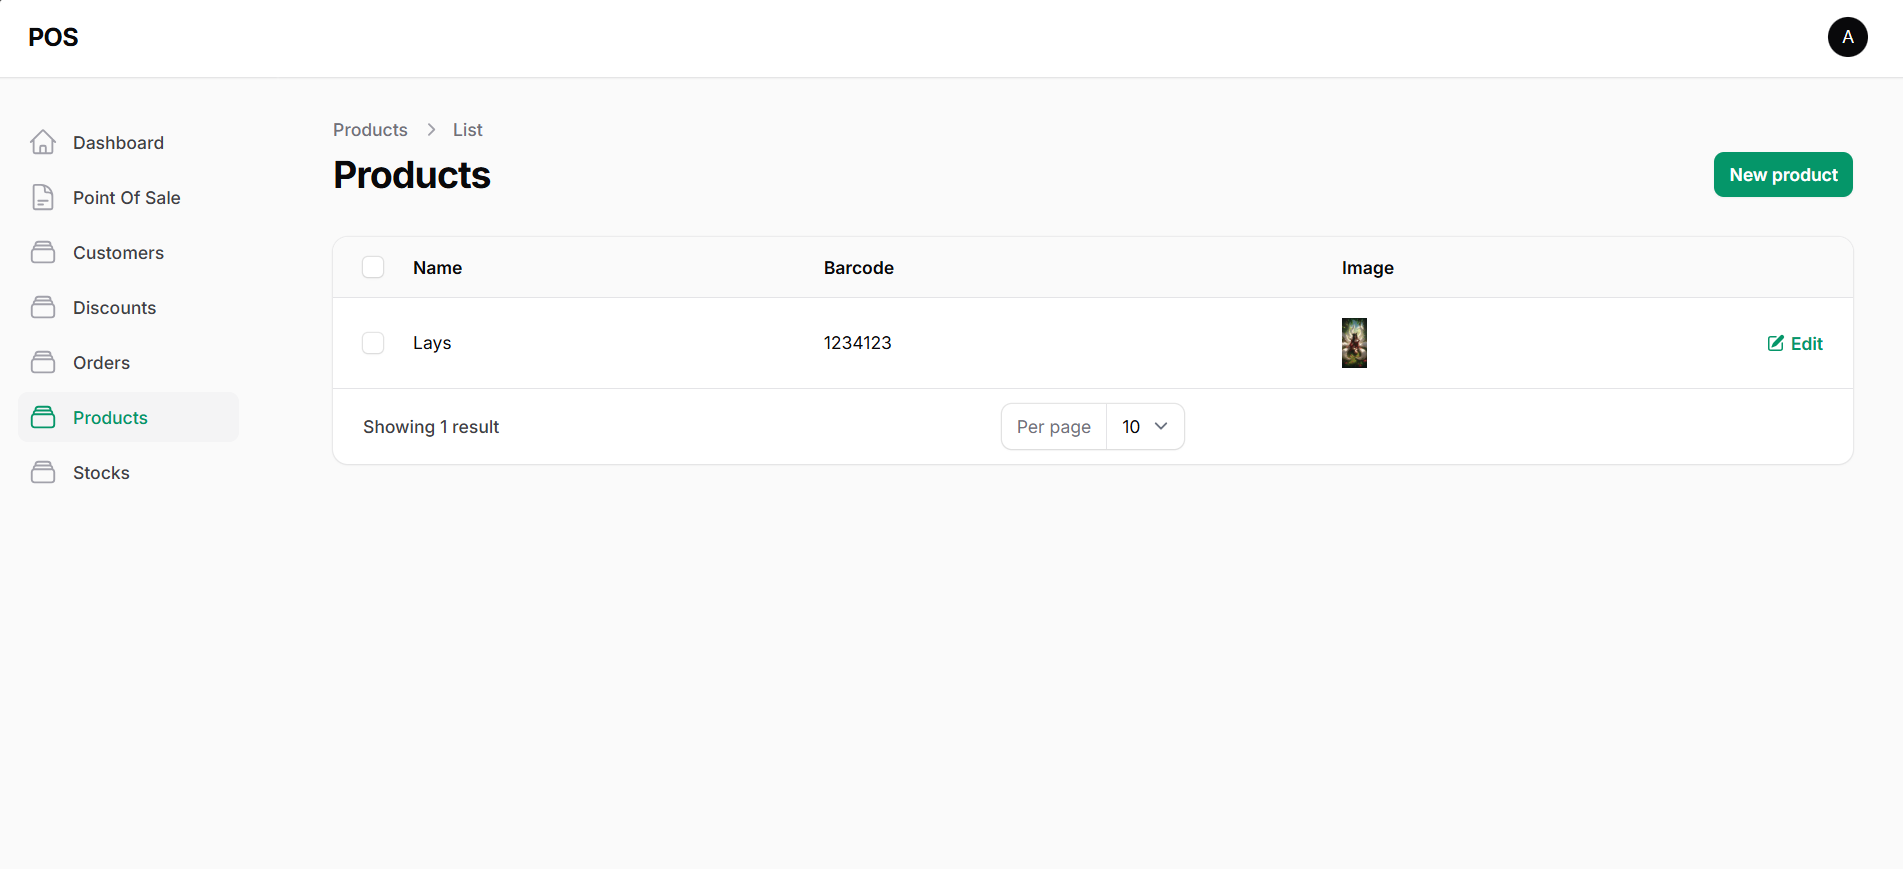 POS
A
Dashboard
Point Of Sale
Customers
Discounts
Orders
Products
Stocks
Products > List
Products
New product
Name Barcode Image
Lays 1234123 Edit
Showing 1 result Per page 10